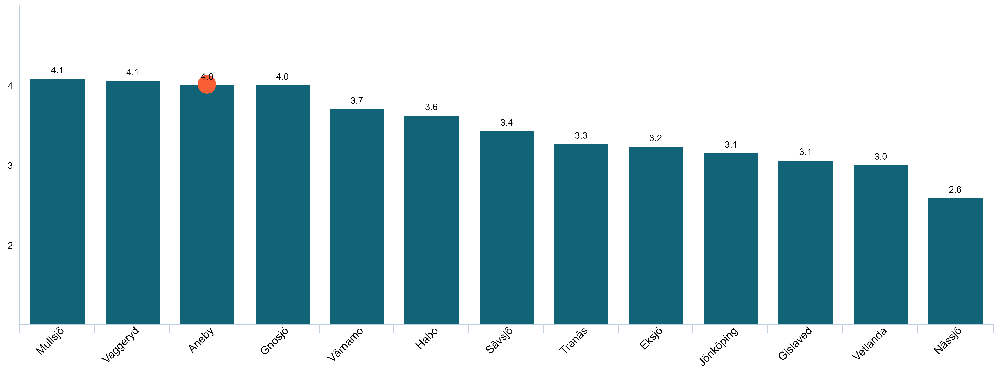 4.1
4.1
4.0
4.0
3.7
3.6
3.4
3.3
3.2
3.1
3.1
3.0
2.6
4
3
2
Mullsjö
Vaggeryd
Aneby
Gnosjö
Värnamo
Habo
Sävsjö
Tranås
Eksjö
Jönköping
Gislaved
Vetlanda
Nässjö